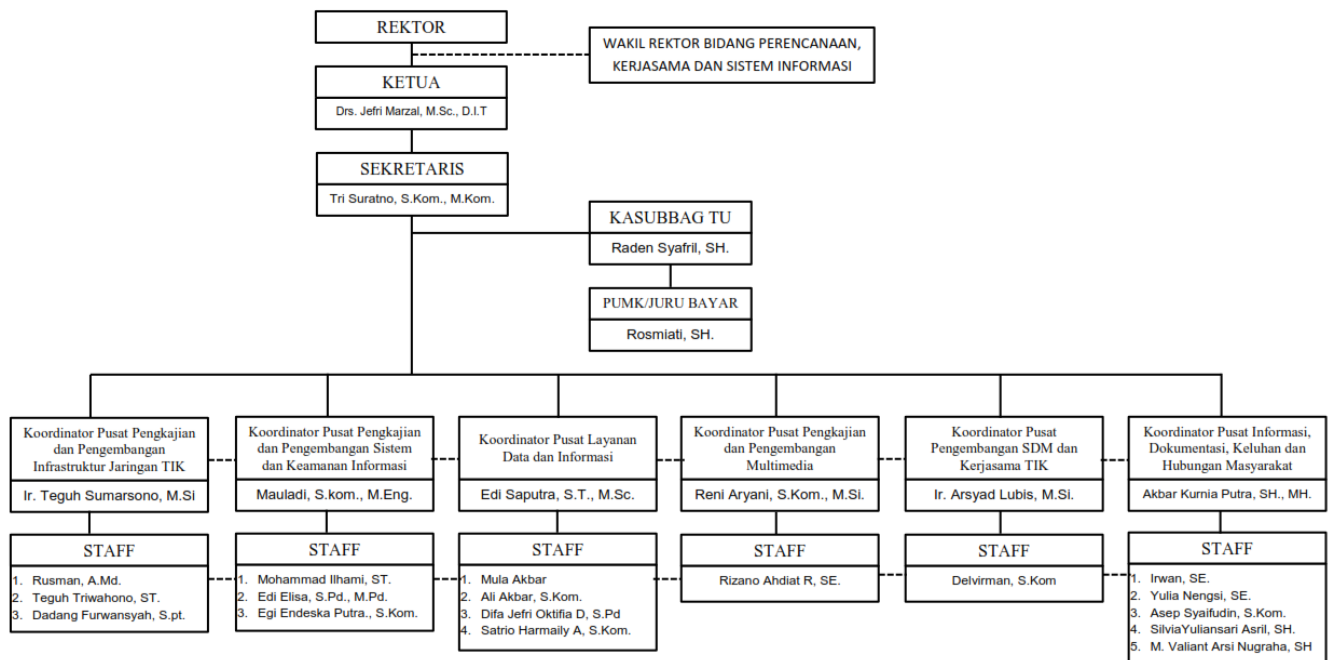 REKTOR
WAKIL REKTOR BIDANG PERENCANAAN,
KERJASAMA DAN SISTEM INFORMASI
KETUA
Drs. Jefri Marzal, M.Sc., D.I.T
SEKRETARIS
Tri Suratno, S.Kom., M.Kom.
KASUBBAG TU
Raden Syafril, SH.
PUMK/JURU BAYAR
Rosmiati, SH.
Koordinator Pusat Pengkajian
dan Pengembangan
Infrastruktur Jaringan TIK
Ir. Teguh Sumarsono, M.Si
Koordinator Pusat Pengkajian
dan Pengembangan Sistem
dan Keamanan Informasi
Mauladi, S.kom., M.Eng.
Koordinator Pusat Layanan
Data dan Informasi
Edi Saputra, S.T., M.Sc.
Koordinator Pusat Pengkajian
dan Pengembangan
Multimedia
Reni Aryani, S.Kom., M.Si.
Koordinator Pusat
Pengembangan SDM dan
Kerjasama TIK
Ir. Arsyad Lubis, M.Si.
Koordinator Pusat Informasi,
Dokumentasi, Keluhan dan
Hubungan Masyarakat
Akbar Kurnia Putra, SH., MH.
STAFF
1. Rusman, A.Md.
2. Teguh Triwahono, ST.
3. Dadang Furwansyah, S.pt.
STAFF
1. Mohammad Ilhami, ST.
2. Edi Elisa, S.Pd., M.Pd.
3. Egi Endeska Putra., S.Kom.
STAFF
1. Mula Akbar
2. Ali Akbar, S.Kom.
3. Difa Jefri Oktifia D, S.Pd
4. Satrio Harmaily A, S.Kom.
STAFF
Rizano Ahdiat R, SE.
STAFF
Delvirman, S.Kom
STAFF
1. Irwan, SE.
2. Yulia Nengsi, SE.
3. Asep Syaifudin, S.Kom.
4. SilviaYuliansari Asril, SH.
5. M. Valiant Arsi Nugraha, SH